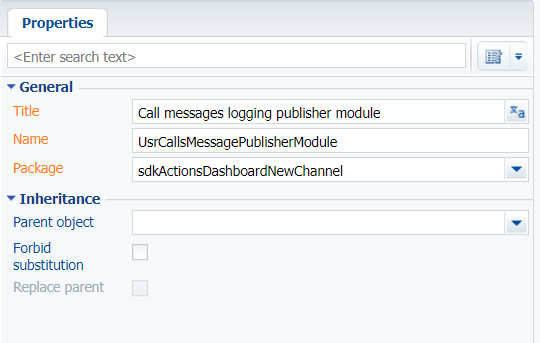 Properties
<Enter search text>
General
Title Call messages logging publisher module
Name UsrCallsMessagePublisherModule
Package sdkActionsDashboardNewChannel
Inheritance
Parent object
Forbid
substitution
Replace parent